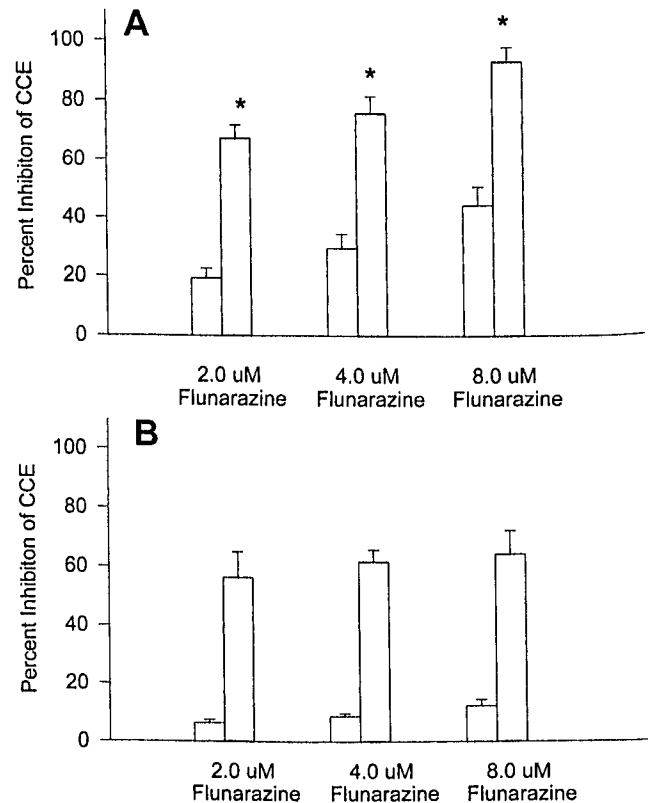 A
Percent Inhibiton of CCE
100
80
60
40
20
0
*
*
*
2.0 uM
Flunarazine
4.0 uM
Flunarazine
8.0 uM
Flunarazine
B
Percent Inhibiton of CCE
100
80
60
40
20
0
2.0 uM
Flunarazine
4.0 uM
Flunarazine
8.0 uM
Flunarazine